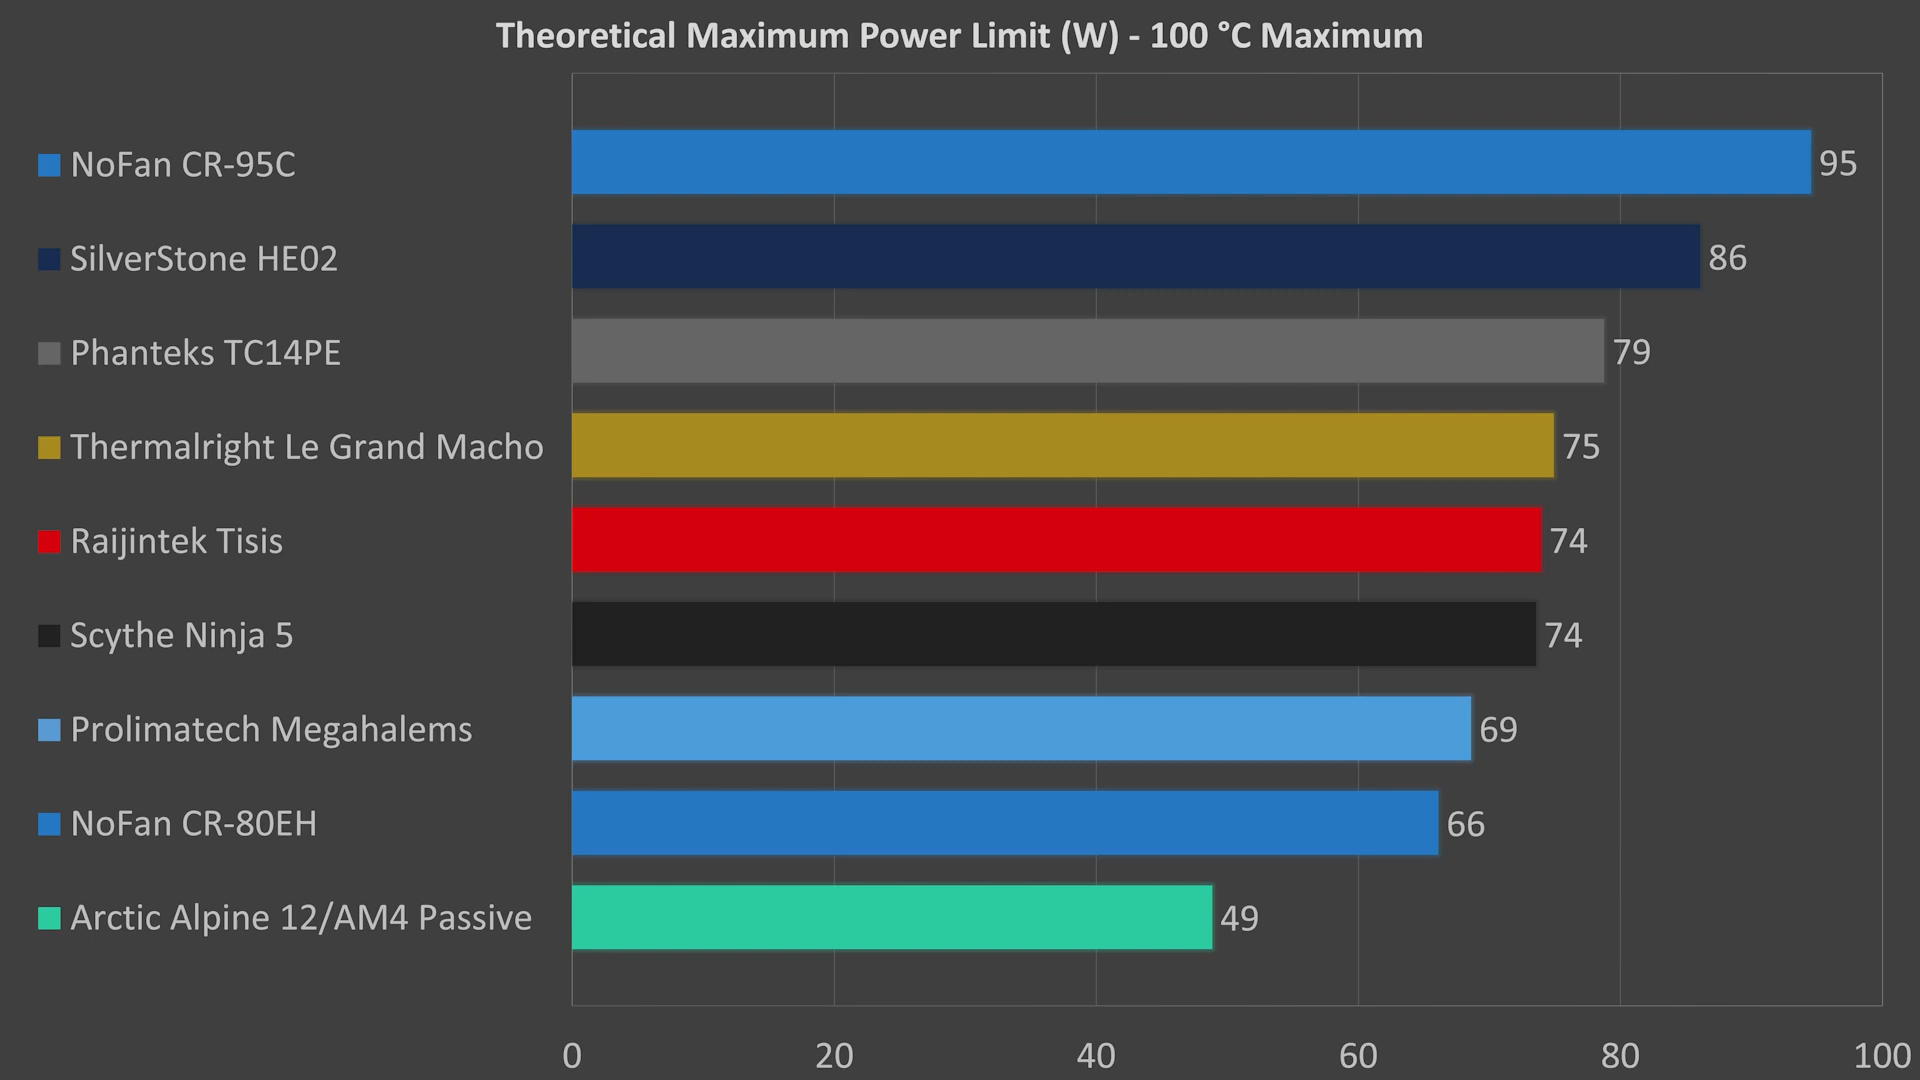 Theoretical Maximum Power Limit (W) - 100 °C Maximum
NoFan CR-95C 95
SilverStone HE02 86
Phanteks TC14PE 79
Thermalright Le Grand Macho 75
Raijintek Tisis 74
Scythe Ninja 5 74
Prolimatech Megahalems 69
NoFan CR-80EH 66
Arctic Alpine 12/AM4 Passive 49
0 20 40 60 80 100